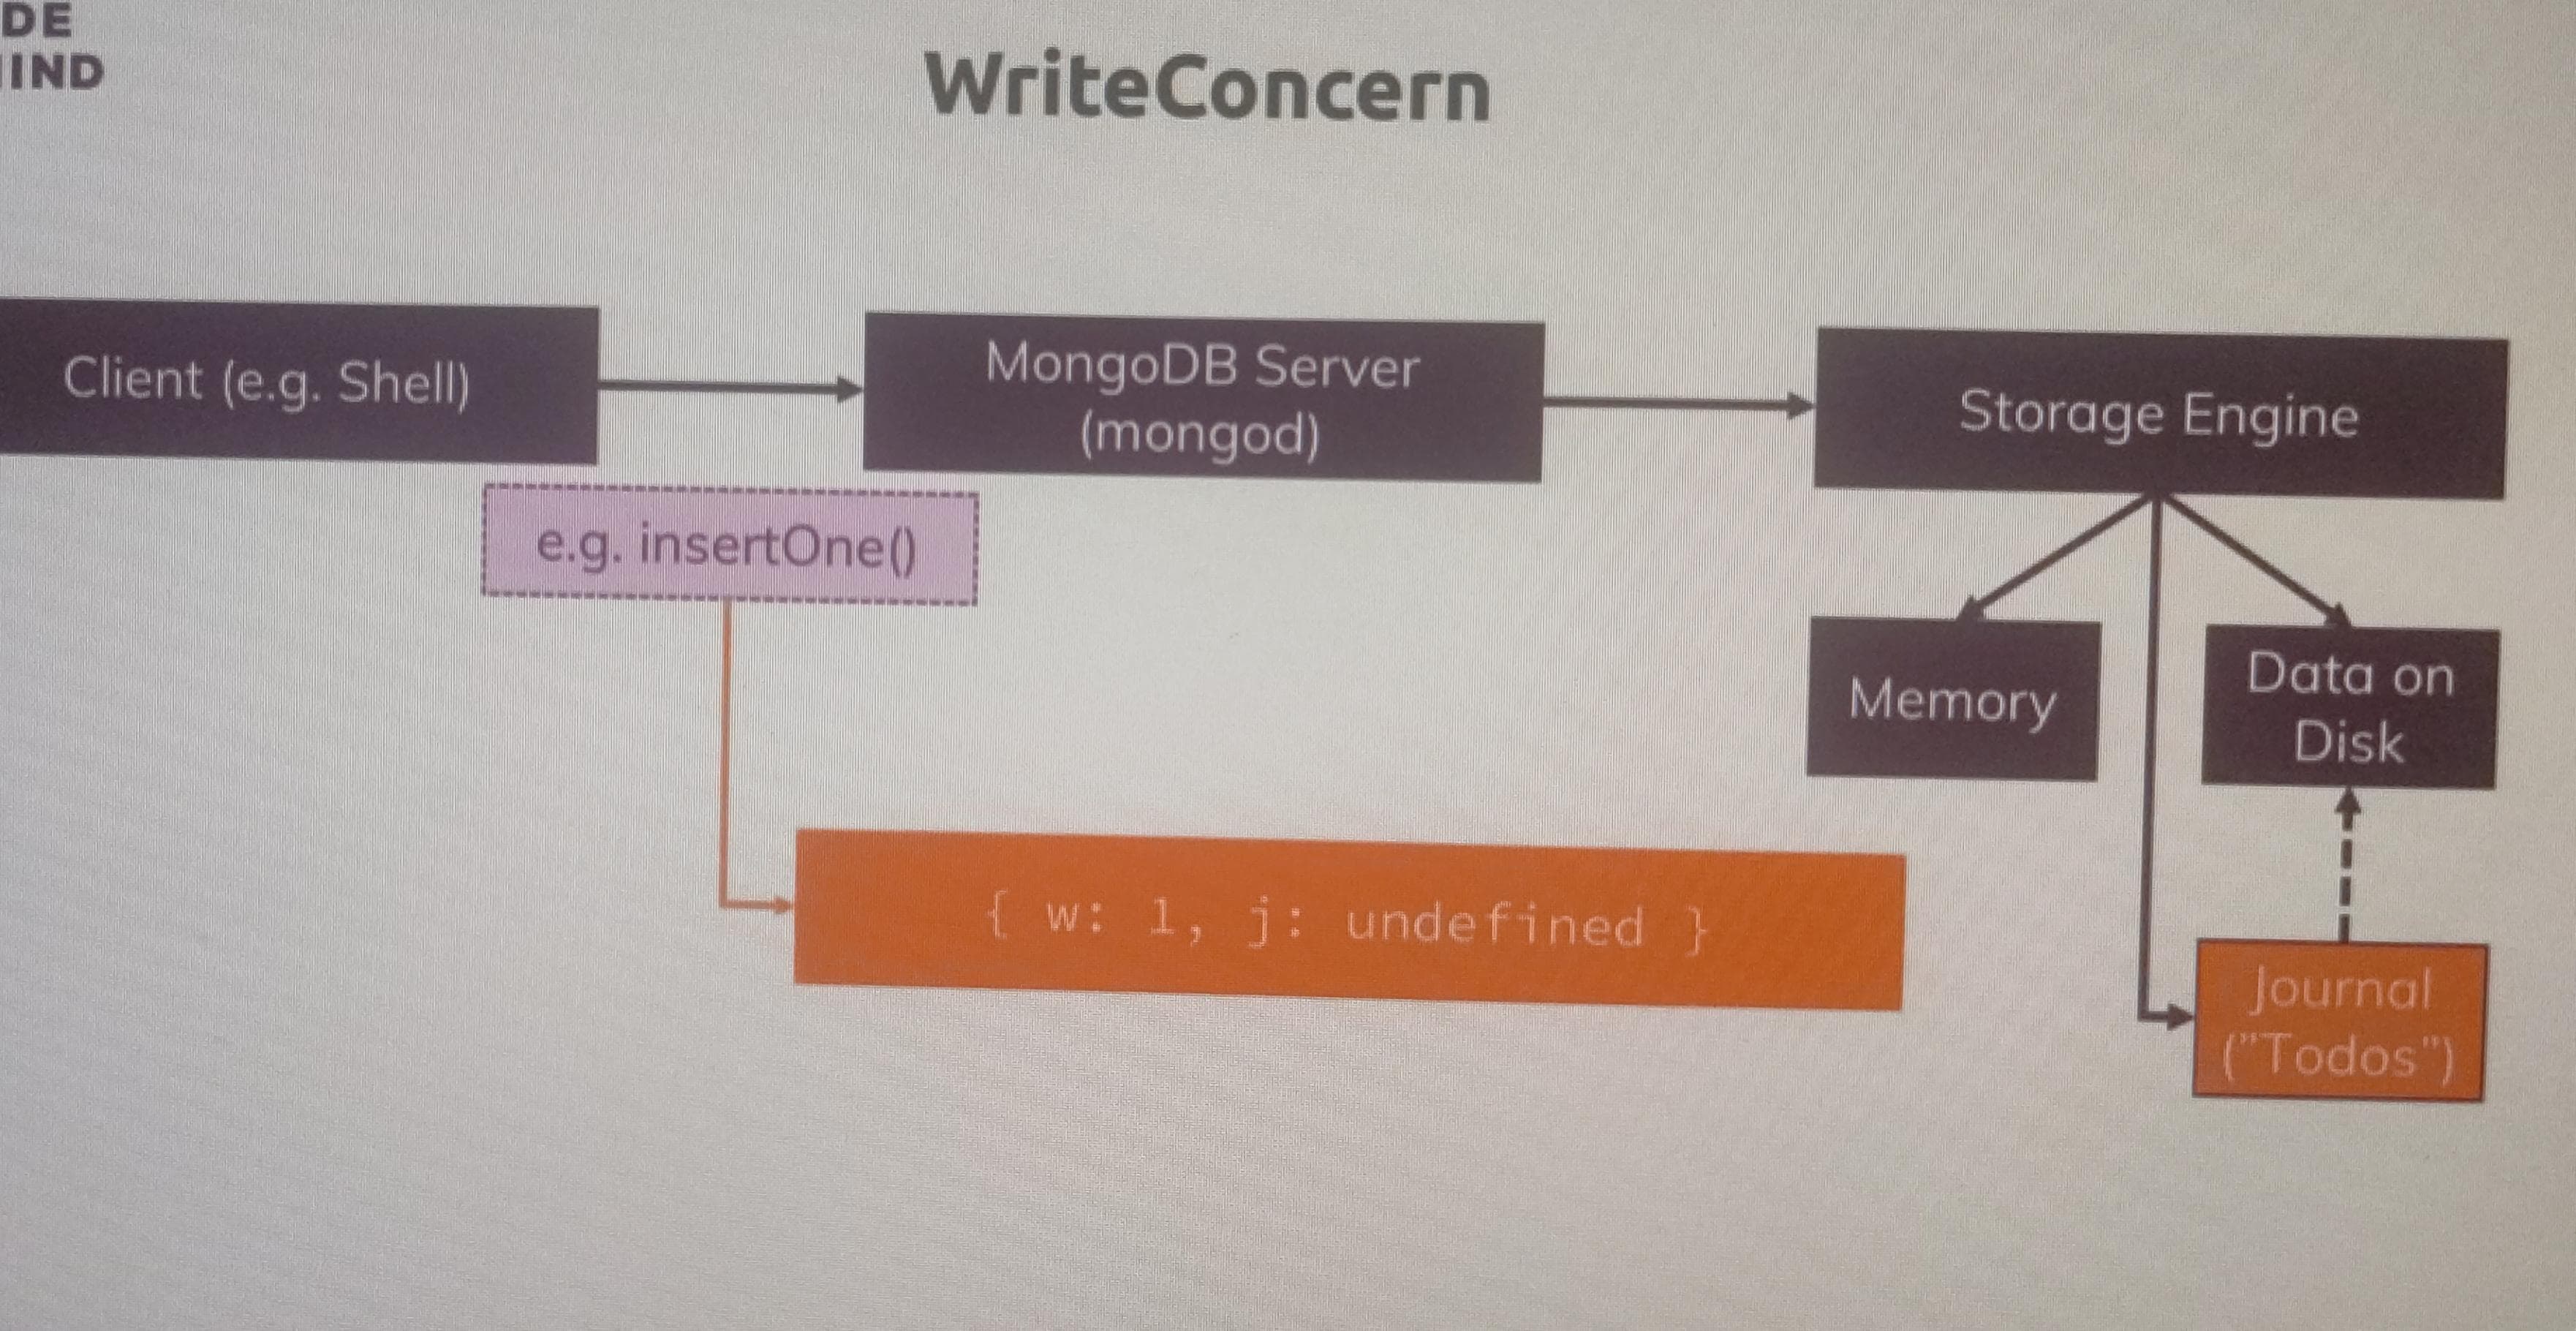 DE
IND
WriteConcern
Client (e.g. Shell)
MongoDB Server
(mongod)
Storage Engine
e.g. insertOne()
Memory
Data on
Disk
{ w: 1, j: undefined }
Journal
("Todos")